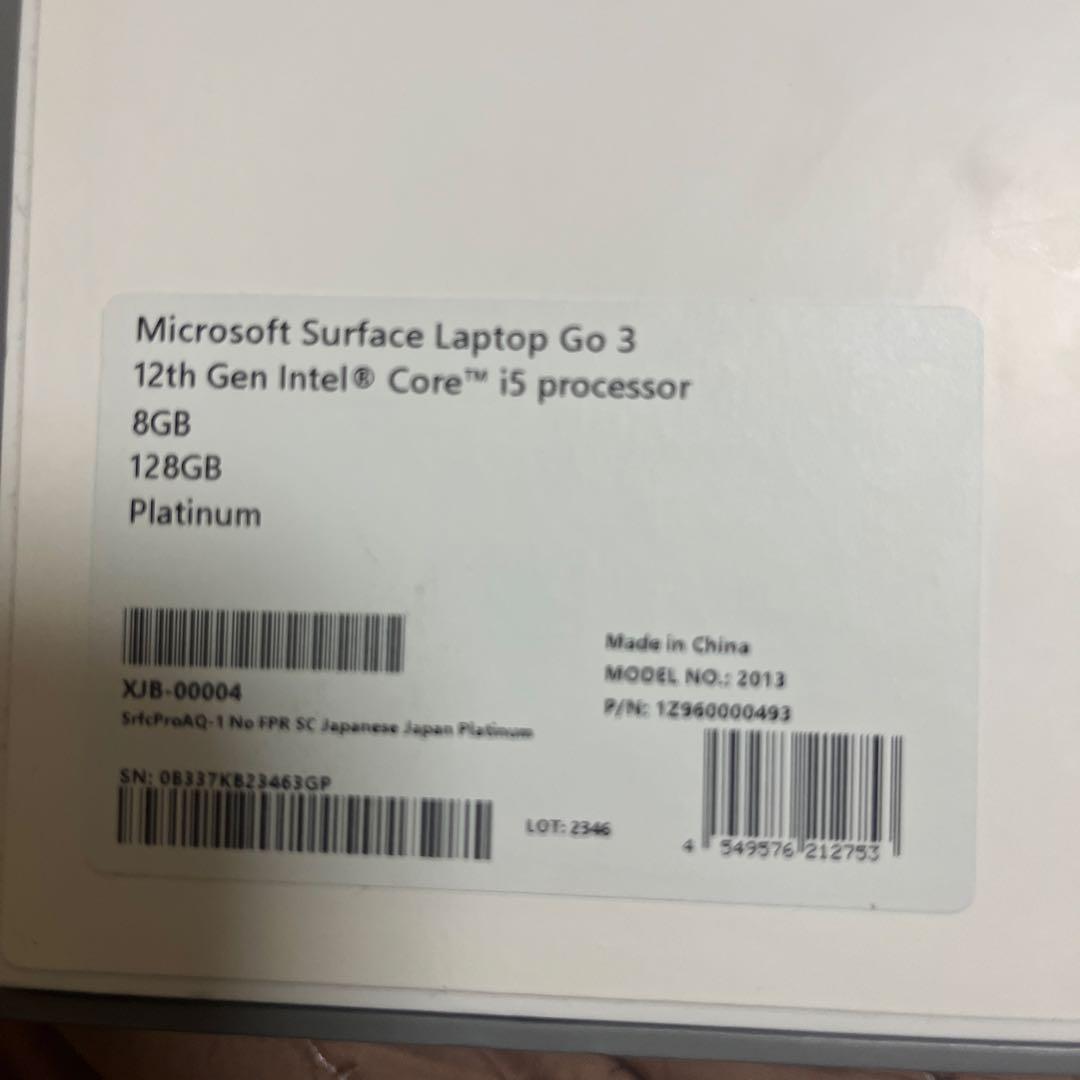 Microsoft Surface Laptop Go 3
12th Gen Intel® Core™ i5 processor
8GB
128GB
Platinum
XJB-00004
SrfcProAQ-1 No FPR SC Japanese Japan Platinum
SN: 0B337KB23463GP
Made in China
MODEL NO.: 2013
P/N: 1Z960000493
LOT: 2346
4 549576 212753